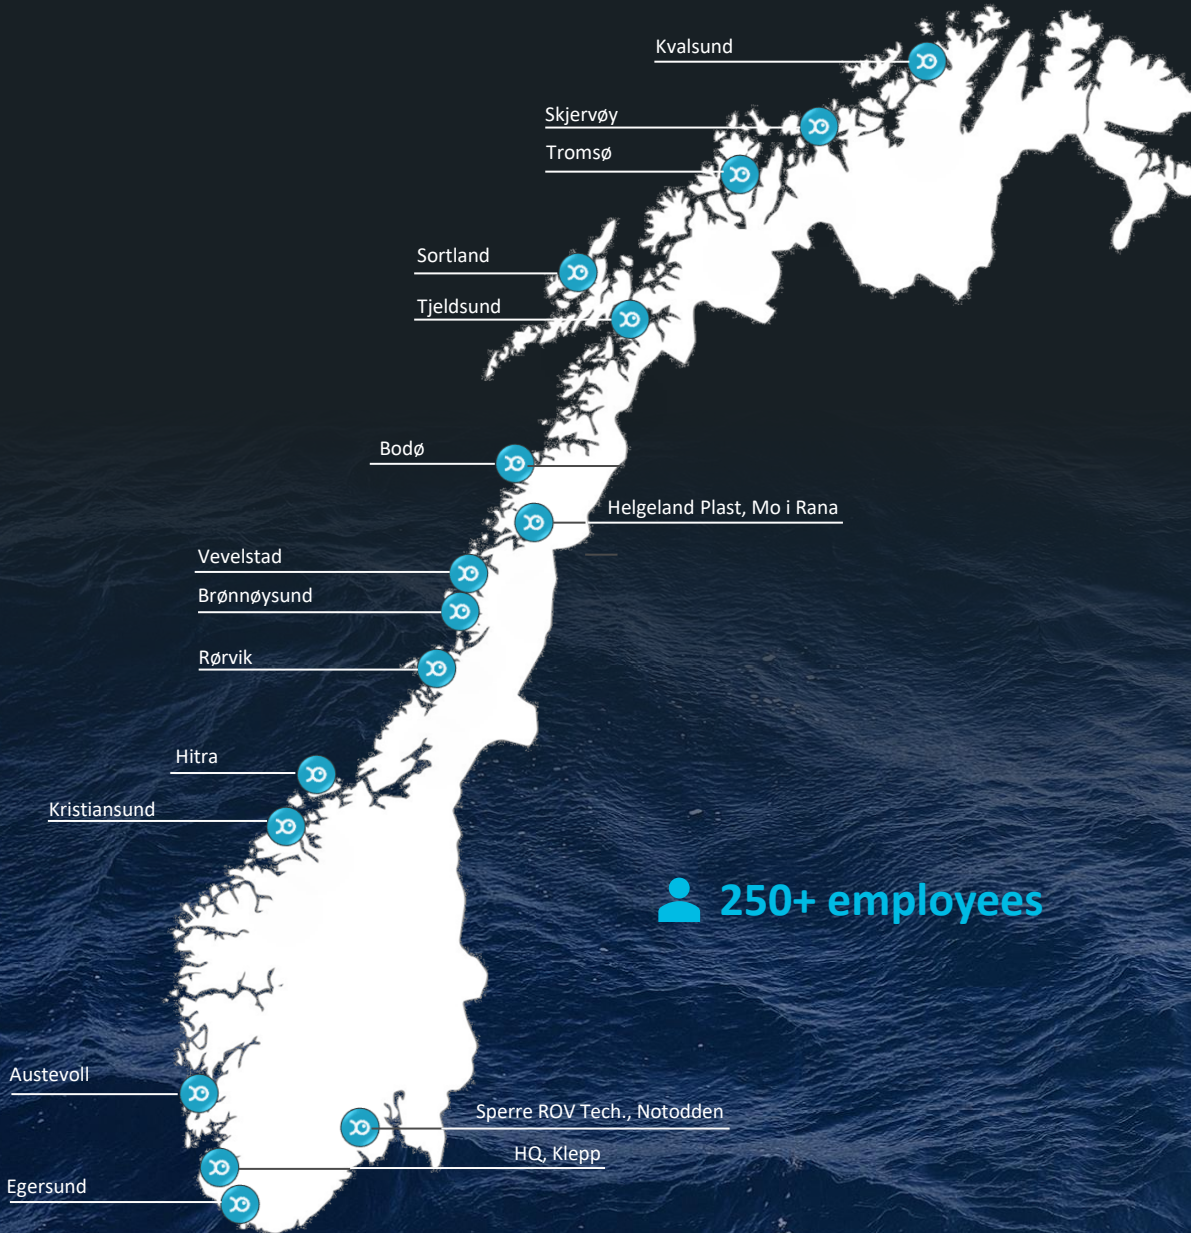 Kvalsund
Skjervøy
Tromsø
Sortland
Tjeldsund
Bodø
Helgeland Plast, Mo i Rana
Vevelstad
Brønnøysund
Rørvik
Hitra
Kristiansund
250+ employees
Austevoll
Sperre ROV Tech., Notodden
HQ, Klepp
Egersund